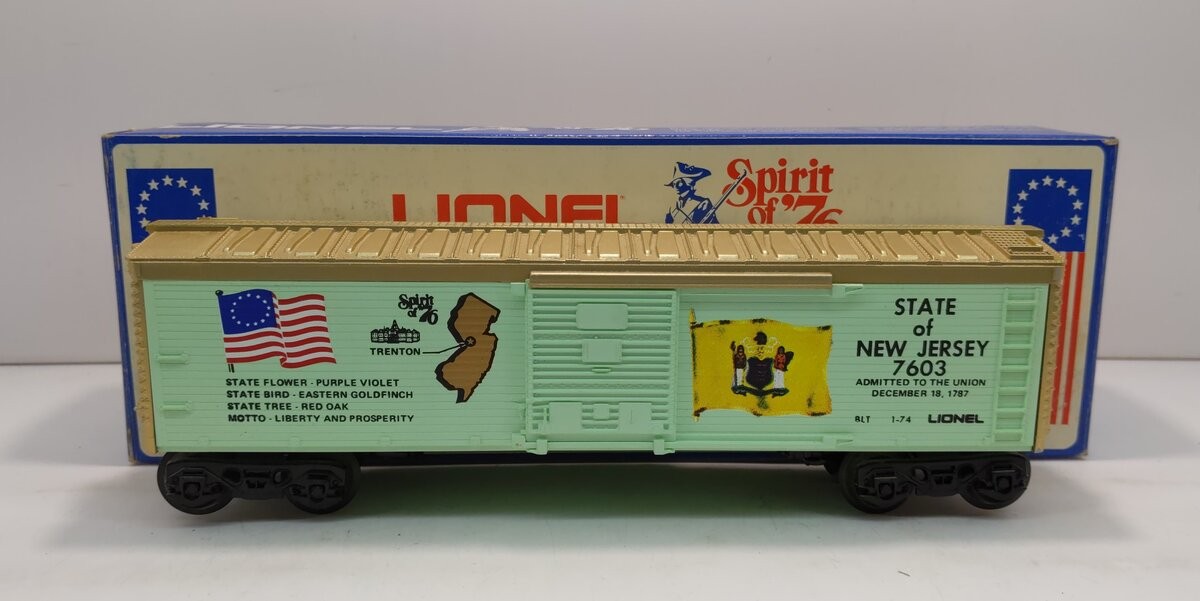 LIONEL
Spirit
of '76
Spirit
of '76
TRENTON
STATE FLOWER - PURPLE VIOLET
STATE BIRD - EASTERN GOLDFINCH
STATE TREE - RED OAK
MOTTO - LIBERTY AND PROSPERITY
STATE
of
NEW JERSEY
7603
ADMITTED TO THE UNION
DECEMBER 18, 1787
BLT 1-74 LIONEL